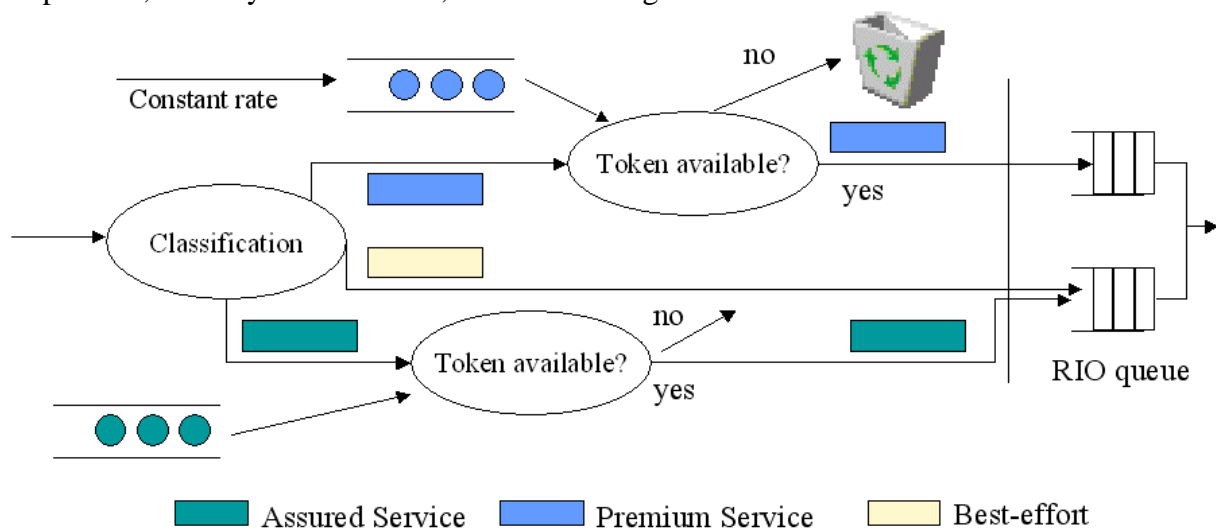 no
Constant rate
Token available?
yes
Classification
no
Token available?
yes
RIO queue
Assured Service
Premium Service
Best-effort